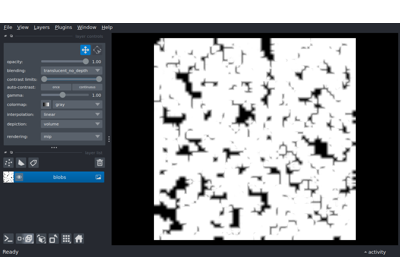 File View Layers Plugins Window Help
opacity: 1.00
blending: translucent_no_depth
contrast limits:
auto-contrast: once continuous
gamma: 1.00
colormap: gray
interpolation: linear
depiction: volume
rendering: mip
blobs
Ready
activity